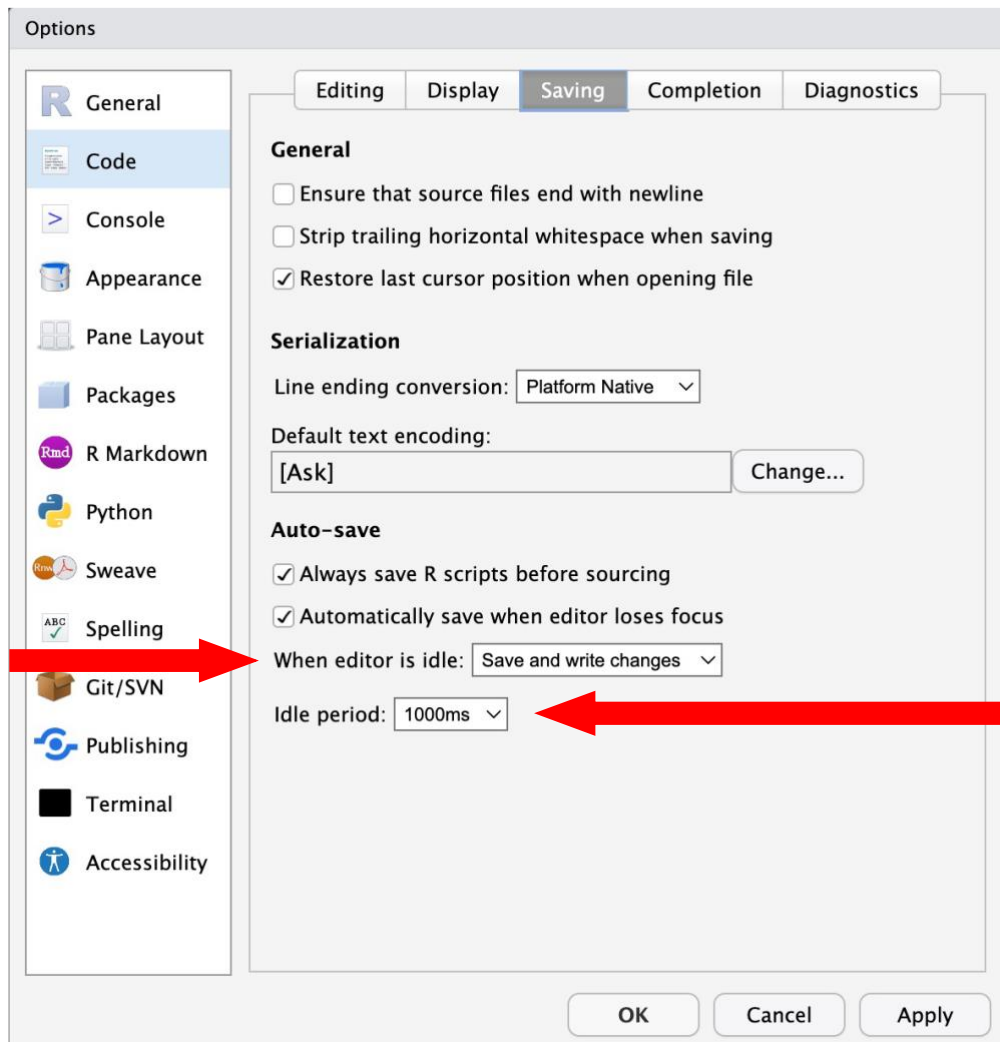 Options
General
Code
Console
Appearance
Pane Layout
Packages
Rmd R Markdown
Python
Rnw Sweave
ABC Spelling
Git/SVN
Publishing
Terminal
Accessibility
Editing Display Saving Completion Diagnostics
General
Ensure that source files end with newline
Strip trailing horizontal whitespace when saving
Restore last cursor position when opening file
Serialization
Line ending conversion: Platform Native
Default text encoding:
[Ask] Change...
Auto-save
Always save R scripts before sourcing
Automatically save when editor loses focus
When editor is idle: Save and write changes
Idle period: 1000ms
OK Cancel Apply